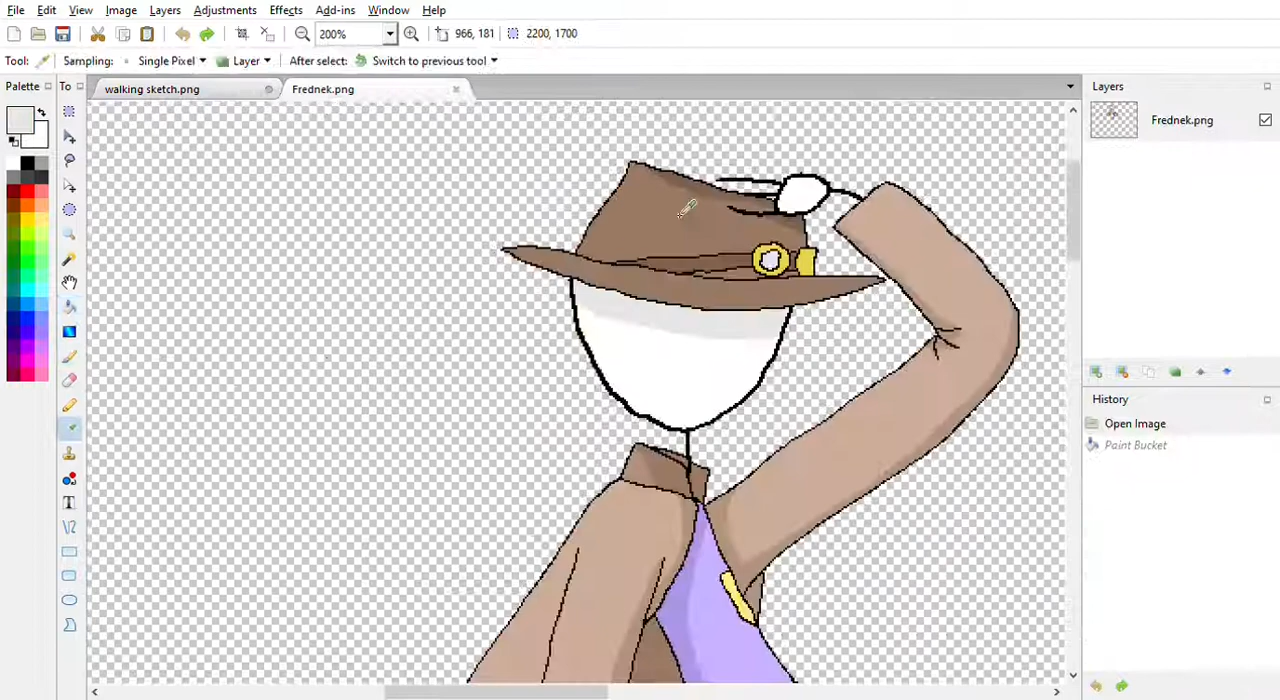 File Edit View Image Layers Adjustments Effects Add-ins Window Help
200% 966, 181 2200, 1700
Tool: Sampling: Single Pixel Layer After select: Switch to previous tool
Palette To walking sketch.png Frednek.png Layers
Frednek.png
History
Open Image
Paint Bucket